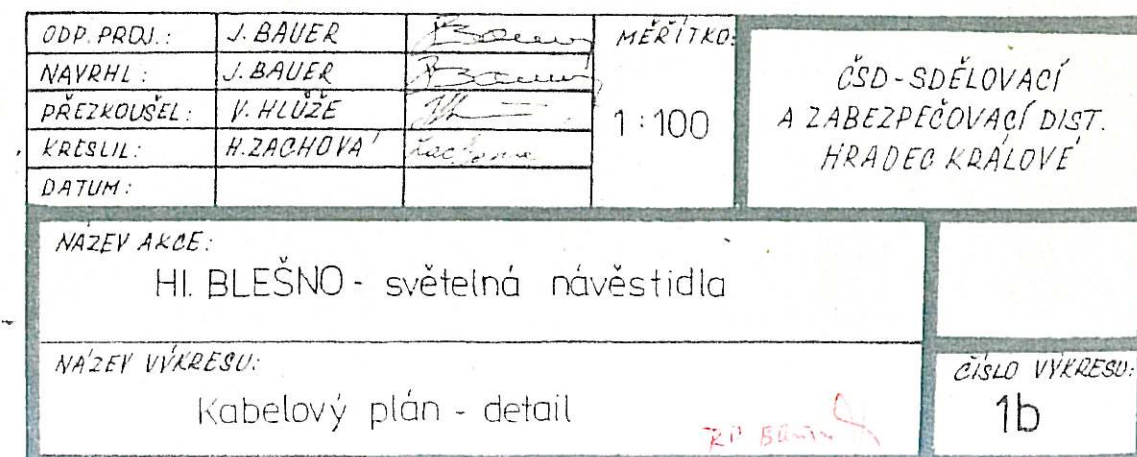 ODP. PROJ.: J. BAUER MĚŘÍTKO:
NAVRHL: J. BAUER
PŘEZKOUŠEL: V. HLŮŽE
KRESLIL: H. ZACHOVÁ
DATUM:
1:100
ČSD-SDĚLOVACÍ
A ZABEZPEČOVACÍ DIST.
HRADEC KRÁLOVÉ
NÁZEV AKCE:
Hl. BLEŠNO - světelná návěstidla
NÁZEV VÝKRESU:
Kabelový plán - detail
ČÍSLO VÝKRESU:
1b